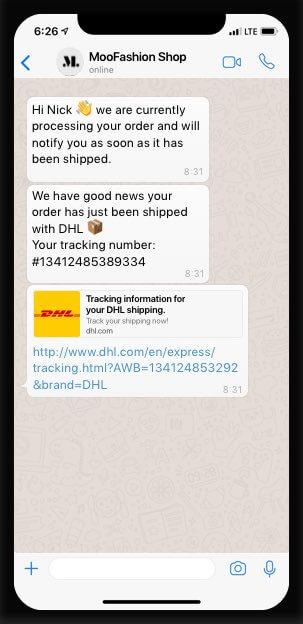 6:26 LTE
MooFashion Shop
M.
online
Hi Nick 👋 we are currently
processing your order and will
notify you as soon as it has
been shipped.
8:31
We have good news your
order has just been shipped
with DHL 📦
Your tracking number:
#13412485389334
8:31
DHL
Tracking information for
your DHL shipping.
Track your shipping now!
dhl.com
http://www.dhl.com/en/express/
tracking.html?AWB=134124853292
&brand=DHL
8:31